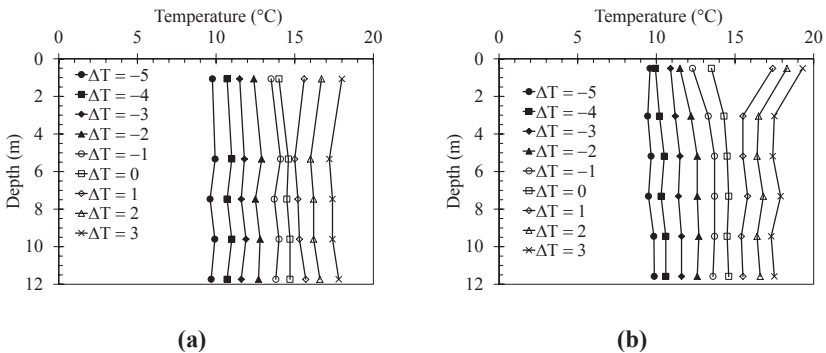 Temperature (°C)
0 5 10 15 20
0
2
4
6
8
10
12
Depth (m)
ΔT = −5
ΔT = −4
ΔT = −3
ΔT = −2
ΔT = −1
ΔT = 0
ΔT = 1
ΔT = 2
ΔT = 3
(a)
Temperature (°C)
0 5 10 15 20
0
2
4
6
8
10
12
Depth (m)
ΔT = −5
ΔT = −4
ΔT = −3
ΔT = −2
ΔT = −1
ΔT = 0
ΔT = 1
ΔT = 2
ΔT = 3
(b)